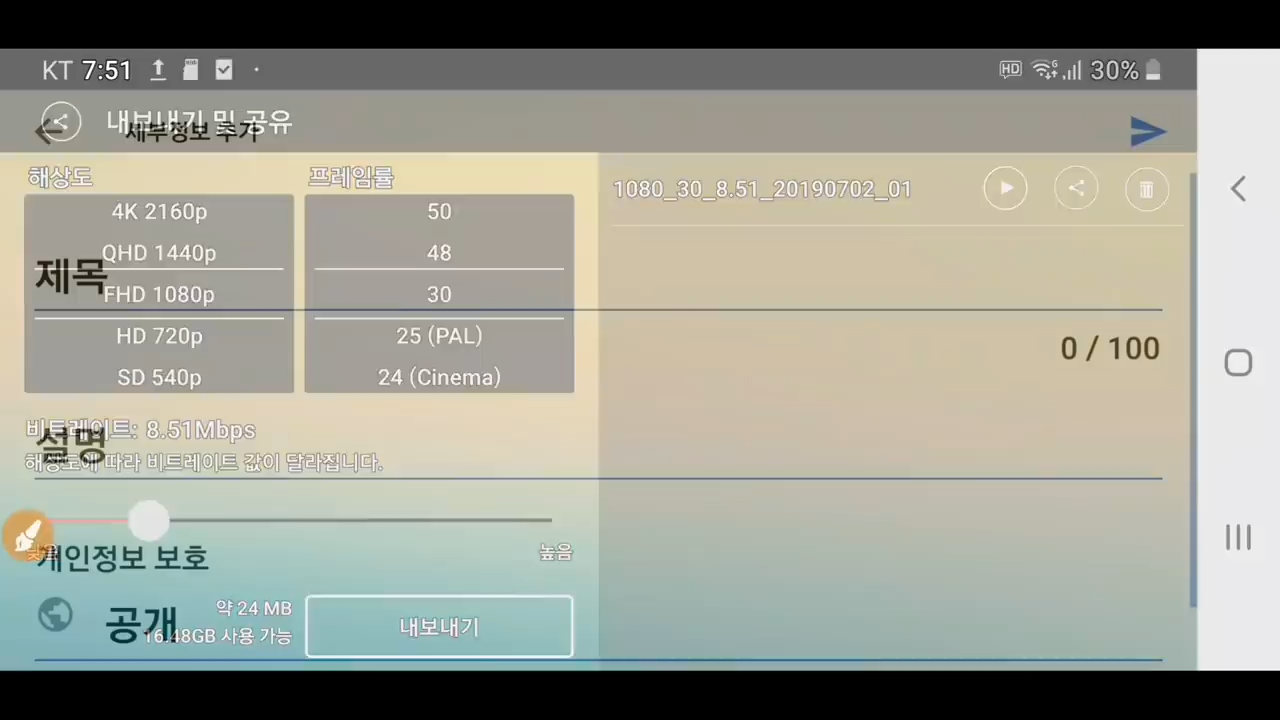 KT 7:51
HD 6 30%
내보내기 및 공유
세부정보 추가
해상도
프레임률
1080_30_8.51_20190702_01
4K 2160p
50
QHD 1440p
48
제목
FHD 1080p
30
HD 720p
25 (PAL)
0 / 100
SD 540p
24 (Cinema)
비트레이트: 8.51Mbps
설명
해상도에 따라 비트레이트 값이 달라집니다.
높음
개인정보 보호
약 24 MB
공개
16.48GB 사용 가능
내보내기